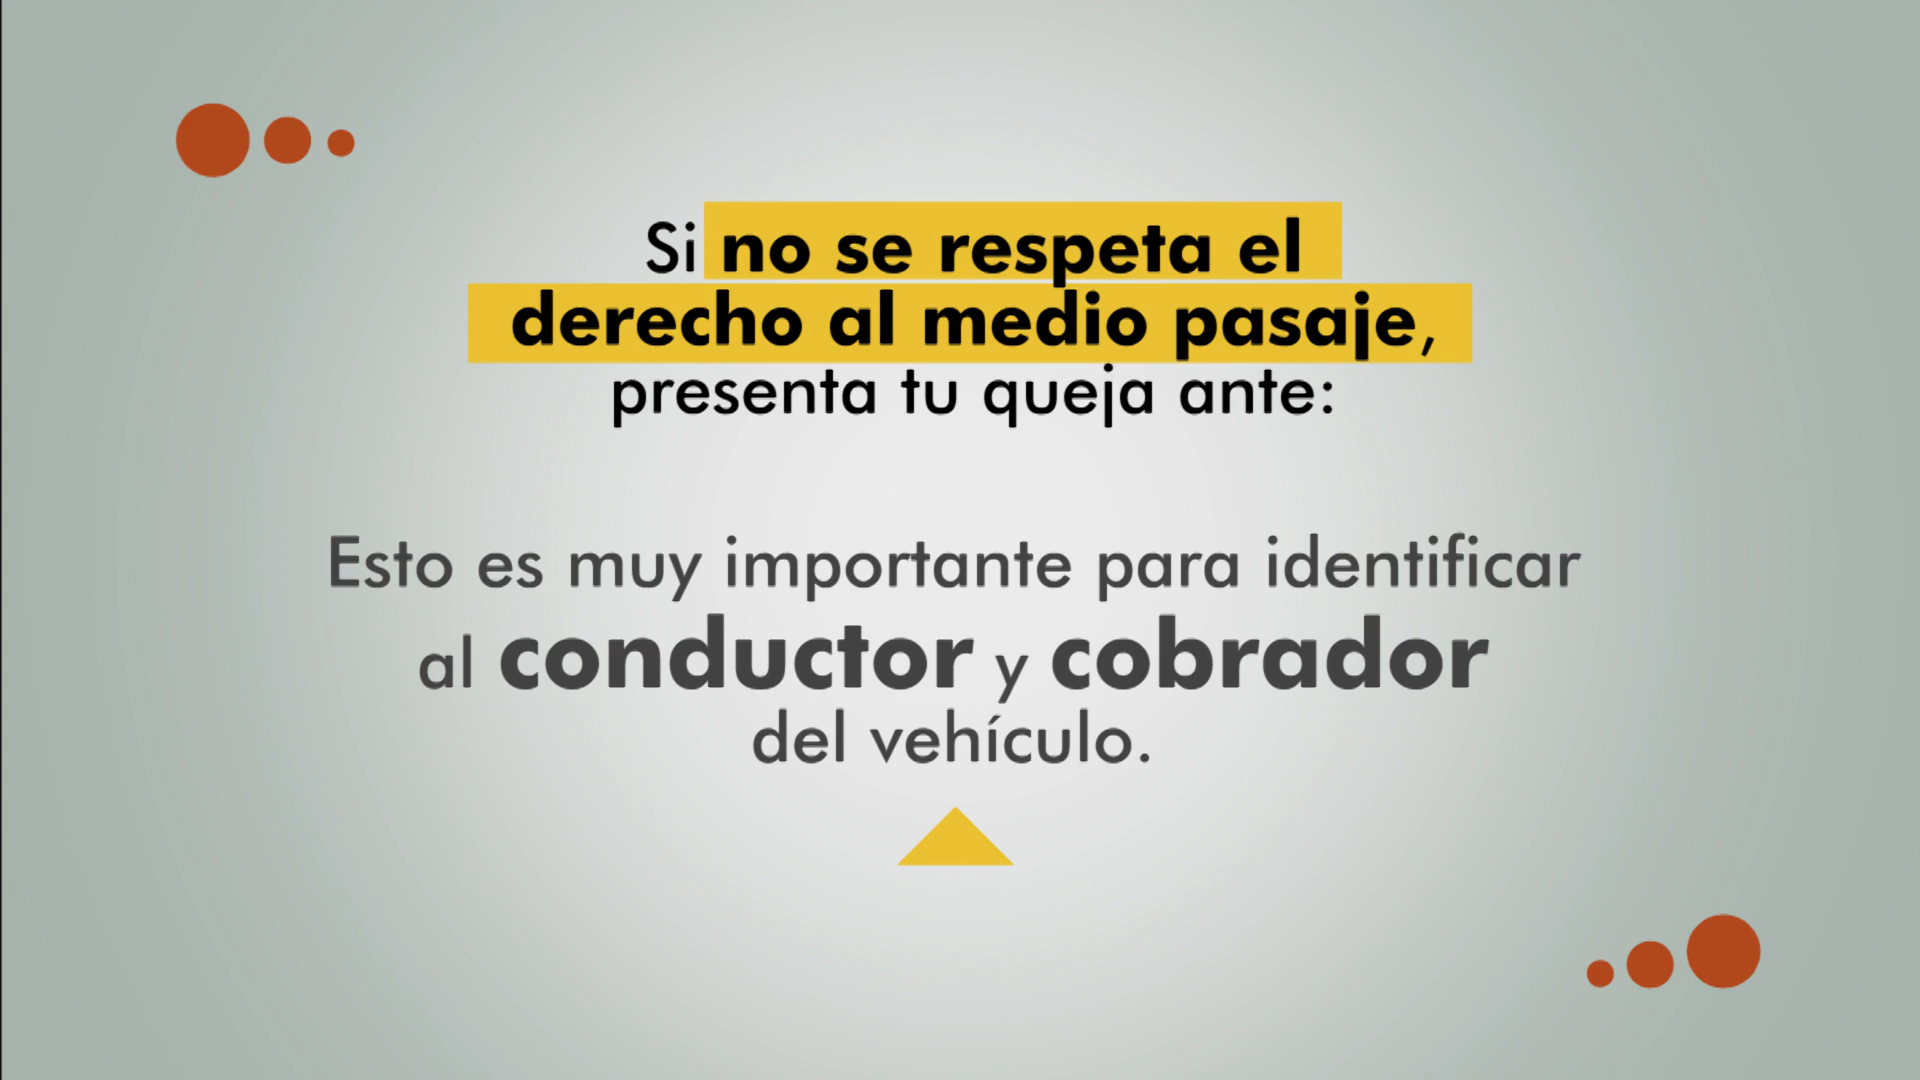 Si no se respeta el
derecho al medio pasaje,
presenta tu queja ante:
Esto es muy importante para identificar
al conductor y cobrador
del vehículo.